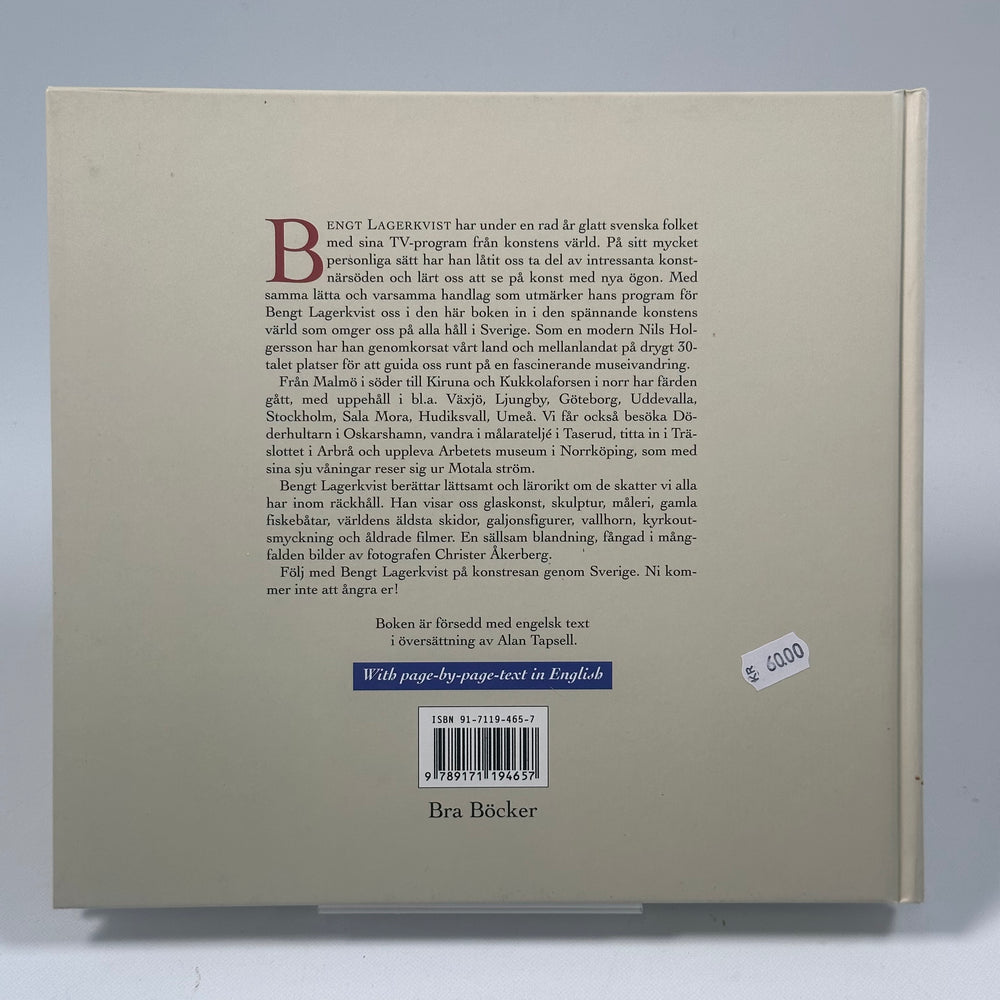 BENGT LAGERKVIST har under en rad år glatt svenska folket
med sina TV-program från konstens värld. På sitt mycket
personliga sätt har han låtit oss ta del av intressanta konst-
närsöden och lärt oss att se på konst med nya ögon. Med
samma lätta och varsamma handlag som utmärker hans program för
Bengt Lagerkvist oss i den här boken in i den spännande konstens
värld som omger oss på alla håll i Sverige. Som en modern Nils Hol-
gersson har han genomkorsat vårt land och mellanlandat på drygt 30-
talet platser för att guida oss runt på en fascinerande museivandring.
Från Malmö i söder till Kiruna och Kukkolaforsen i norr har färden
gått, med uppehåll i bl.a. Växjö, Ljungby, Göteborg, Uddevalla,
Stockholm, Sala Mora, Hudiksvall, Umeå. Vi får också besöka Dö-
derhultarn i Oskarshamn, vandra i målarateljé i Taserud, titta in i Trä-
slottet i Arbrå och uppleva Arbetets museum i Norrköping, som med
sina sju våningar reser sig ur Motala ström.
Bengt Lagerkvist berättar lättsamt och lärorikt om de skatter vi alla
har inom räckhåll. Han visar oss glaskonst, skulptur, måleri, gamla
fiskebåtar, världens äldsta skidor, galjonsfigurer, vallhorn, kyrkout-
smyckning och åldrade filmer. En sällsam blandning, fångad i mång-
falden bilder av fotografen Christer Åkerberg.
Följ med Bengt Lagerkvist på konstresan genom Sverige. Ni kom-
mer inte att ångra er!
Boken är försedd med engelsk text
i översättning av Alan Tapsell.
With page-by-page-text in English
KR 6000
ISBN 91-7119-465-7
9 789171 194657
Bra Böcker